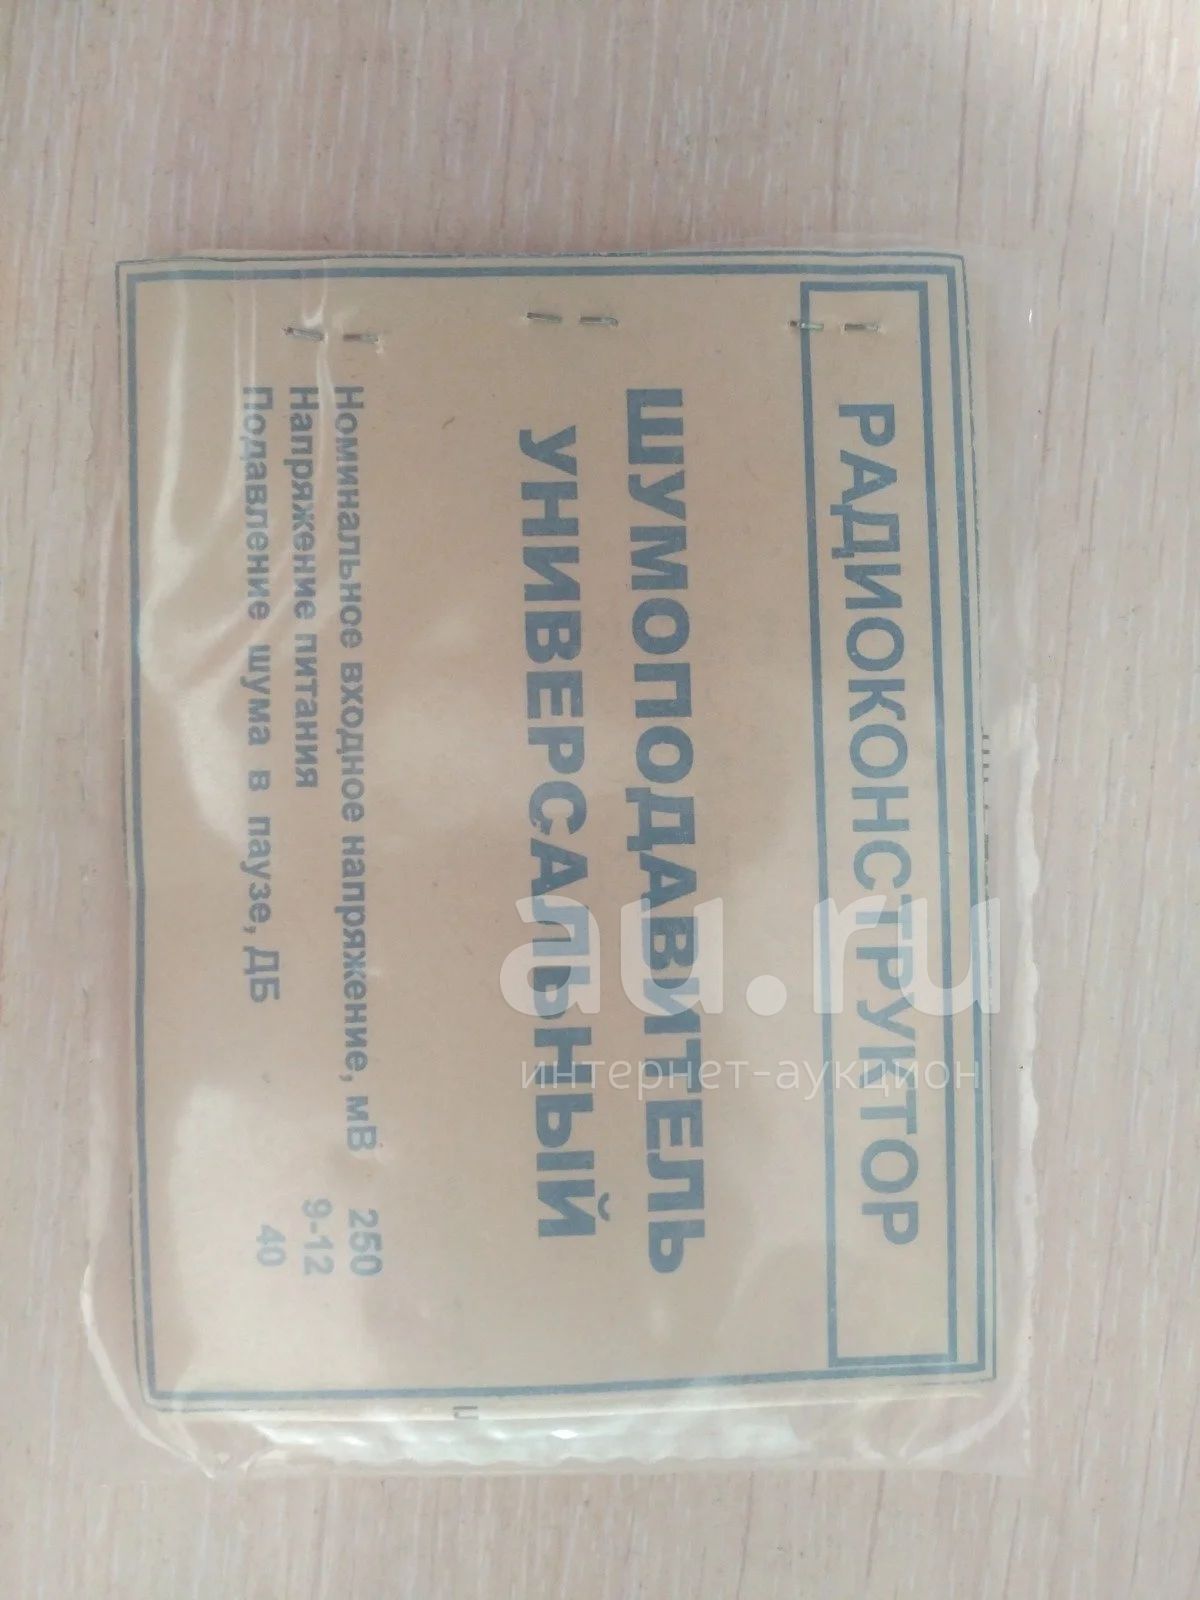 РАДИОКОНСТРУКТОР
ШУМОПОДАВИТЕЛЬ
УНИВЕРСАЛЬНЫЙ
Номинальное входное напряжение, мВ 250
Напряжение питания 9-12
Подавление шума в паузе, ДБ 40
au.ru
интернет-аукцион